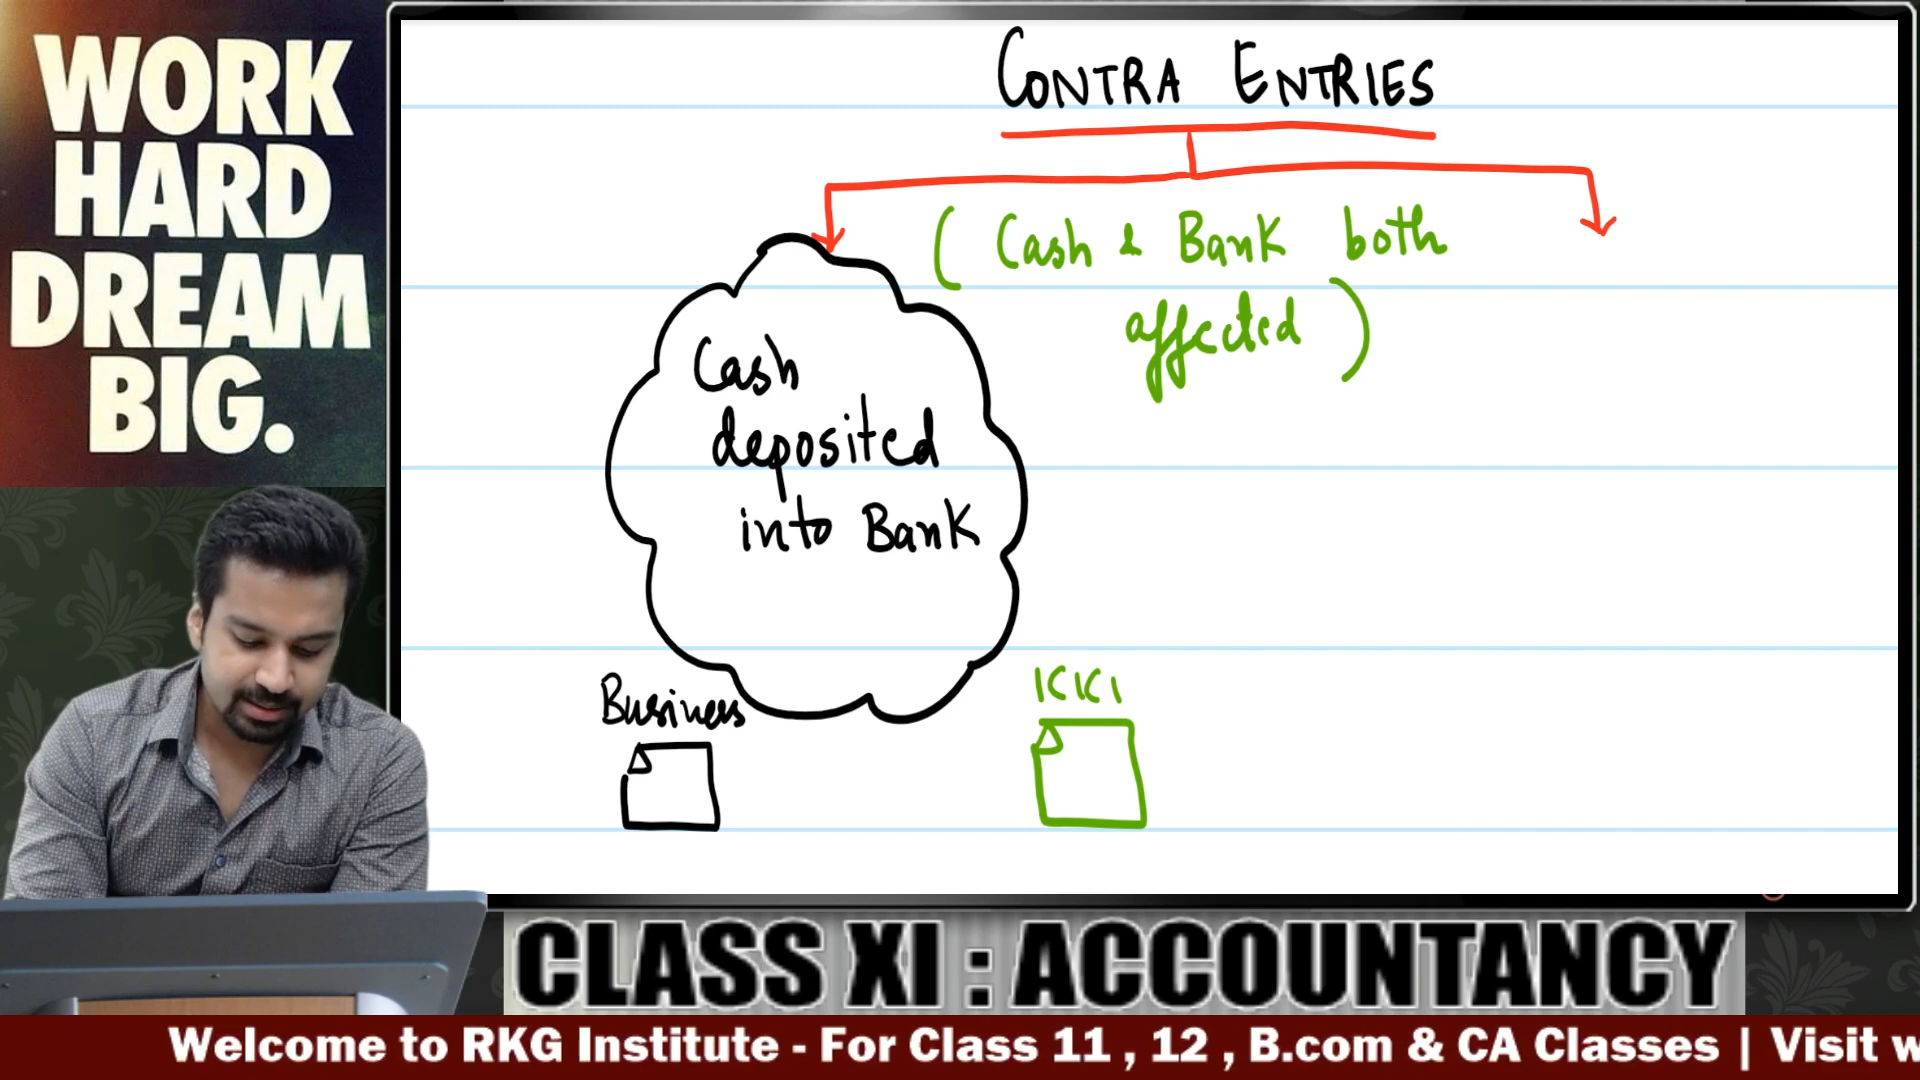 WORK
HARD
DREAM
BIG.
CONTRA ENTRIES
( Cash & Bank both
affected )
Cash
deposited
into Bank
Business
ICICI
CLASS XI : ACCOUNTANCY
Welcome to RKG Institute - For Class 11 , 12 , B.com & CA Classes | Visit w